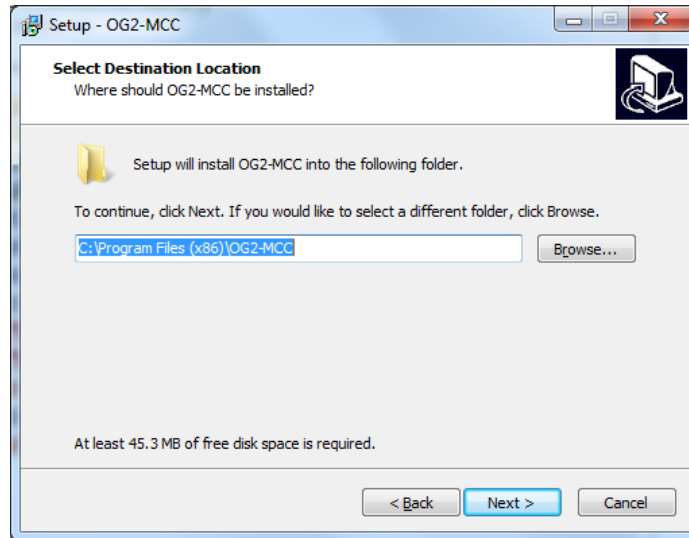 Setup - OG2-MCC
Select Destination Location
Where should OG2-MCC be installed?
Setup will install OG2-MCC into the following folder.
To continue, click Next. If you would like to select a different folder, click Browse.
C:\Program Files (x86)\OG2-MCC
Browse...
At least 45.3 MB of free disk space is required.
< Back
Next >
Cancel